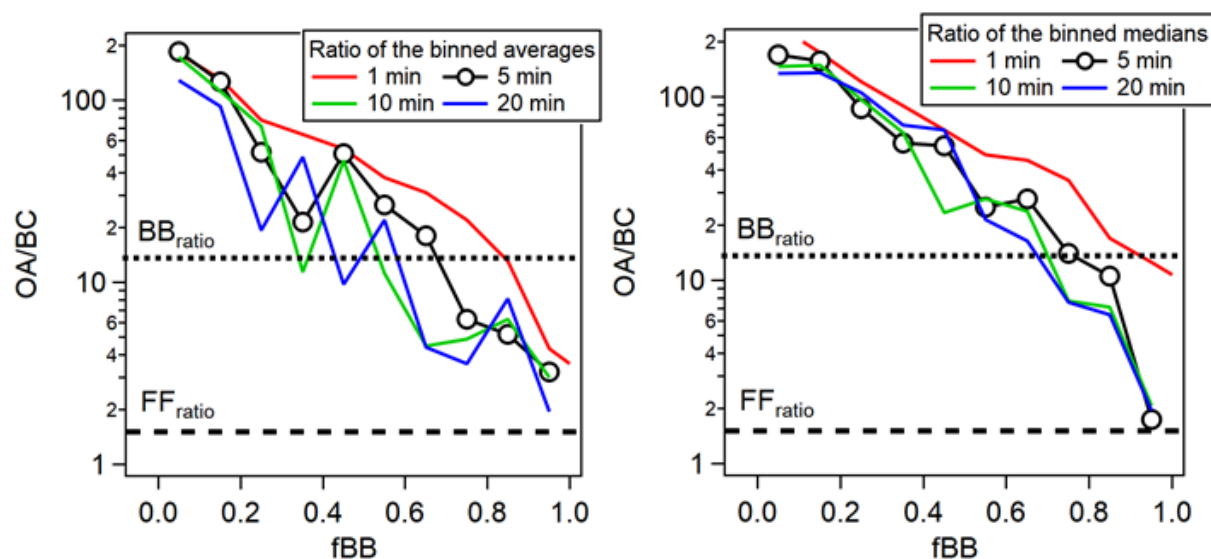 Ratio of the binned averages
1 min 5 min
10 min 20 min
2
100
6
4
2
10
6
4
2
1
OA/BC
BBratio
FFratio
0.0 0.2 0.4 0.6 0.8 1.0
fBB
Ratio of the binned medians
1 min 5 min
10 min 20 min
2
100
6
4
2
10
6
4
2
1
OA/BC
BBratio
FFratio
0.0 0.2 0.4 0.6 0.8 1.0
fBB